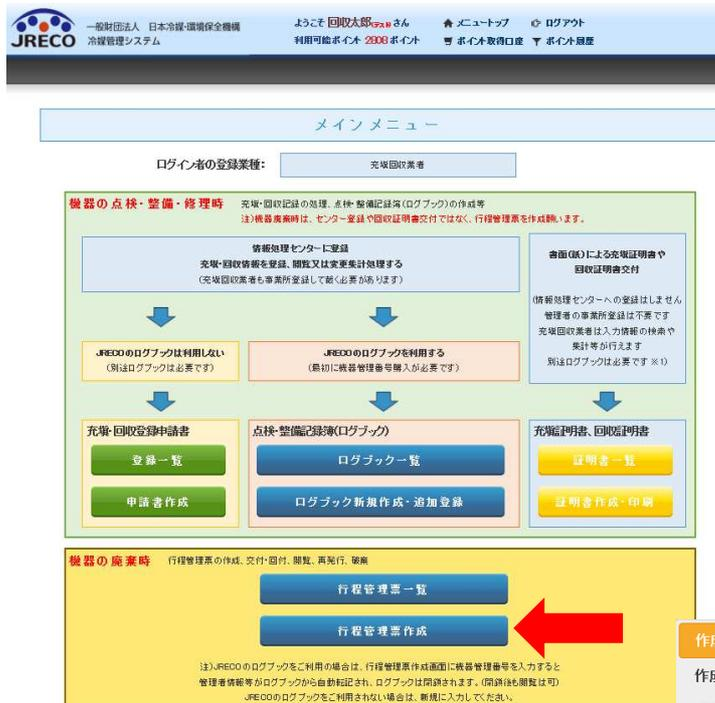 JRECO
一般財団法人 日本冷媒・環境保全機構
冷媒管理システム
ようこそ 回収太郎テスト さん
利用可能ポイント 2808 ポイント
メニュートップ
ログアウト
ポイント取得口座
ポイント履歴
メインメニュー
ログイン者の登録業種:
充填回収業者
機器の点検・整備・修理時
充填・回収記録の処理、点検・整備記録簿(ログブック)の作成等
注)機器廃棄時は、センター登録や回収証明書交付ではなく、行程管理票を作成願います。
情報処理センターに登録
充填・回収情報を登録、閲覧又は変更集計処理する
(充填回収業者も事業所登録して戴く必要があります)
書面(紙)による充填証明書や
回収証明書交付
(情報処理センターへの登録はしません
管理者の事業所登録は不要です
充填回収業者は入力情報の検索や
集計等が行えます
別途ログブックは必要です ※1)
JRECOのログブックは利用しない
(別途ログブックは必要です)
JRECOのログブックを利用する
(最初に機器管理番号購入が必要です)
充填・回収登録申請書
登録一覧
申請書作成
点検・整備記録簿(ログブック)
ログブック一覧
ログブック新規作成・追加登録
充填証明書、回収証明書
証明書一覧
証明書作成・印刷
機器の廃棄時
行程管理票の作成、交付・回付、閲覧、再発行、破棄
行程管理票一覧
行程管理票作成
注)JRECOのログブックをご利用の場合は、行程管理票作成画面に機器管理番号を入力すると
管理者情報等がログブックから自動転記され、ログブックは閉鎖されます。(閉鎖後も閲覧は可)
JRECOのログブックをご利用されない場合は、新規に入力してください。
作成
作成